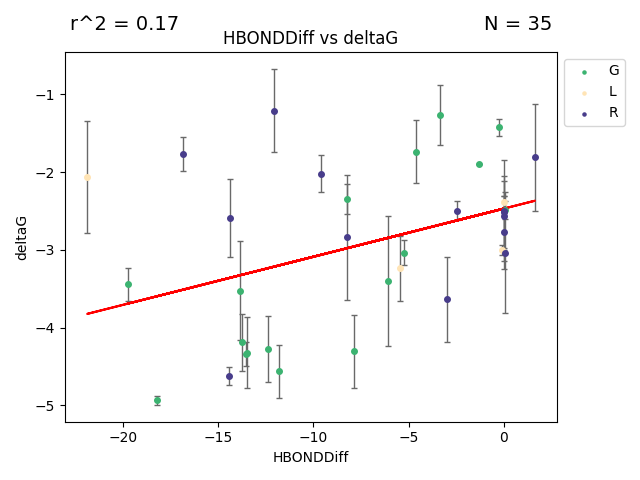 r^2 = 0.17
N = 35
HBONDDiff vs deltaG
G
L
R
−1
−2
−3
−4
−5
deltaG
−20
−15
−10
−5
0
HBONDDiff